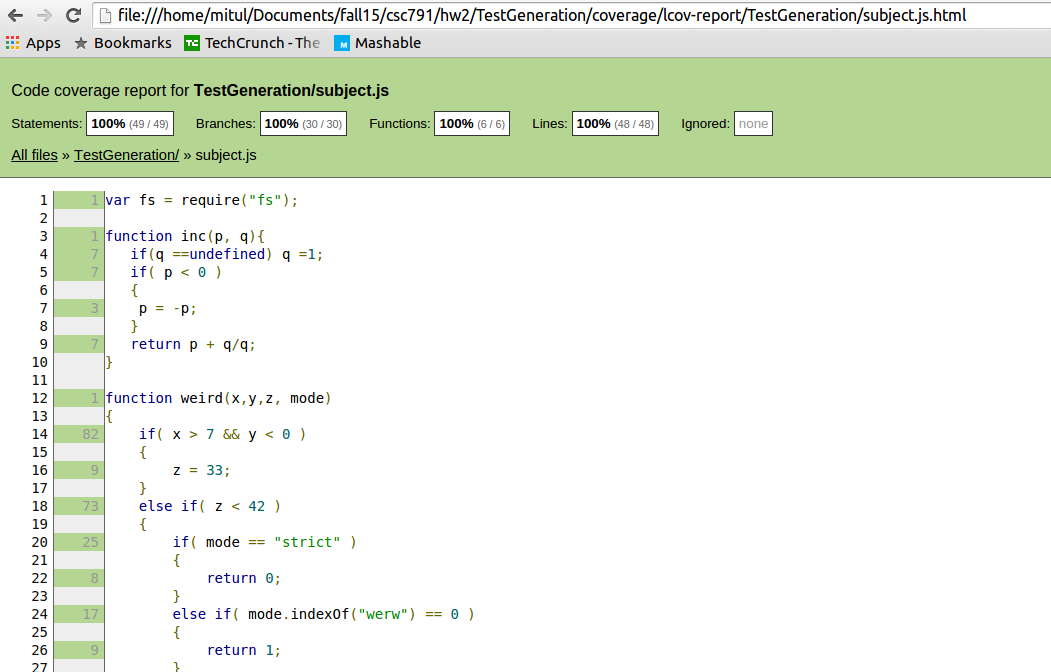 file:///home/mitul/Documents/fall15/csc791/hw2/TestGeneration/coverage/lcov-report/TestGeneration/subject.js.html
Apps Bookmarks TechCrunch - The Mashable
Code coverage report for TestGeneration/subject.js
Statements: 100% (49 / 49) Branches: 100% (30 / 30) Functions: 100% (6 / 6) Lines: 100% (48 / 48) Ignored: none
All files » TestGeneration/ » subject.js
1 1 var fs = require("fs");
2
3 1 function inc(p, q){
4 7 if(q ==undefined) q =1;
5 7 if( p < 0 )
6 {
7 3 p = -p;
8 }
9 7 return p + q/q;
10 }
11
12 1 function weird(x,y,z, mode)
13 {
14 82 if( x > 7 && y < 0 )
15 {
16 9 z = 33;
17 }
18 73 else if( z < 42 )
19 {
20 25 if( mode == "strict" )
21 {
22 8 return 0;
23 }
24 17 else if( mode.indexOf("werw") == 0 )
25 {
26 9 return 1;
27 }